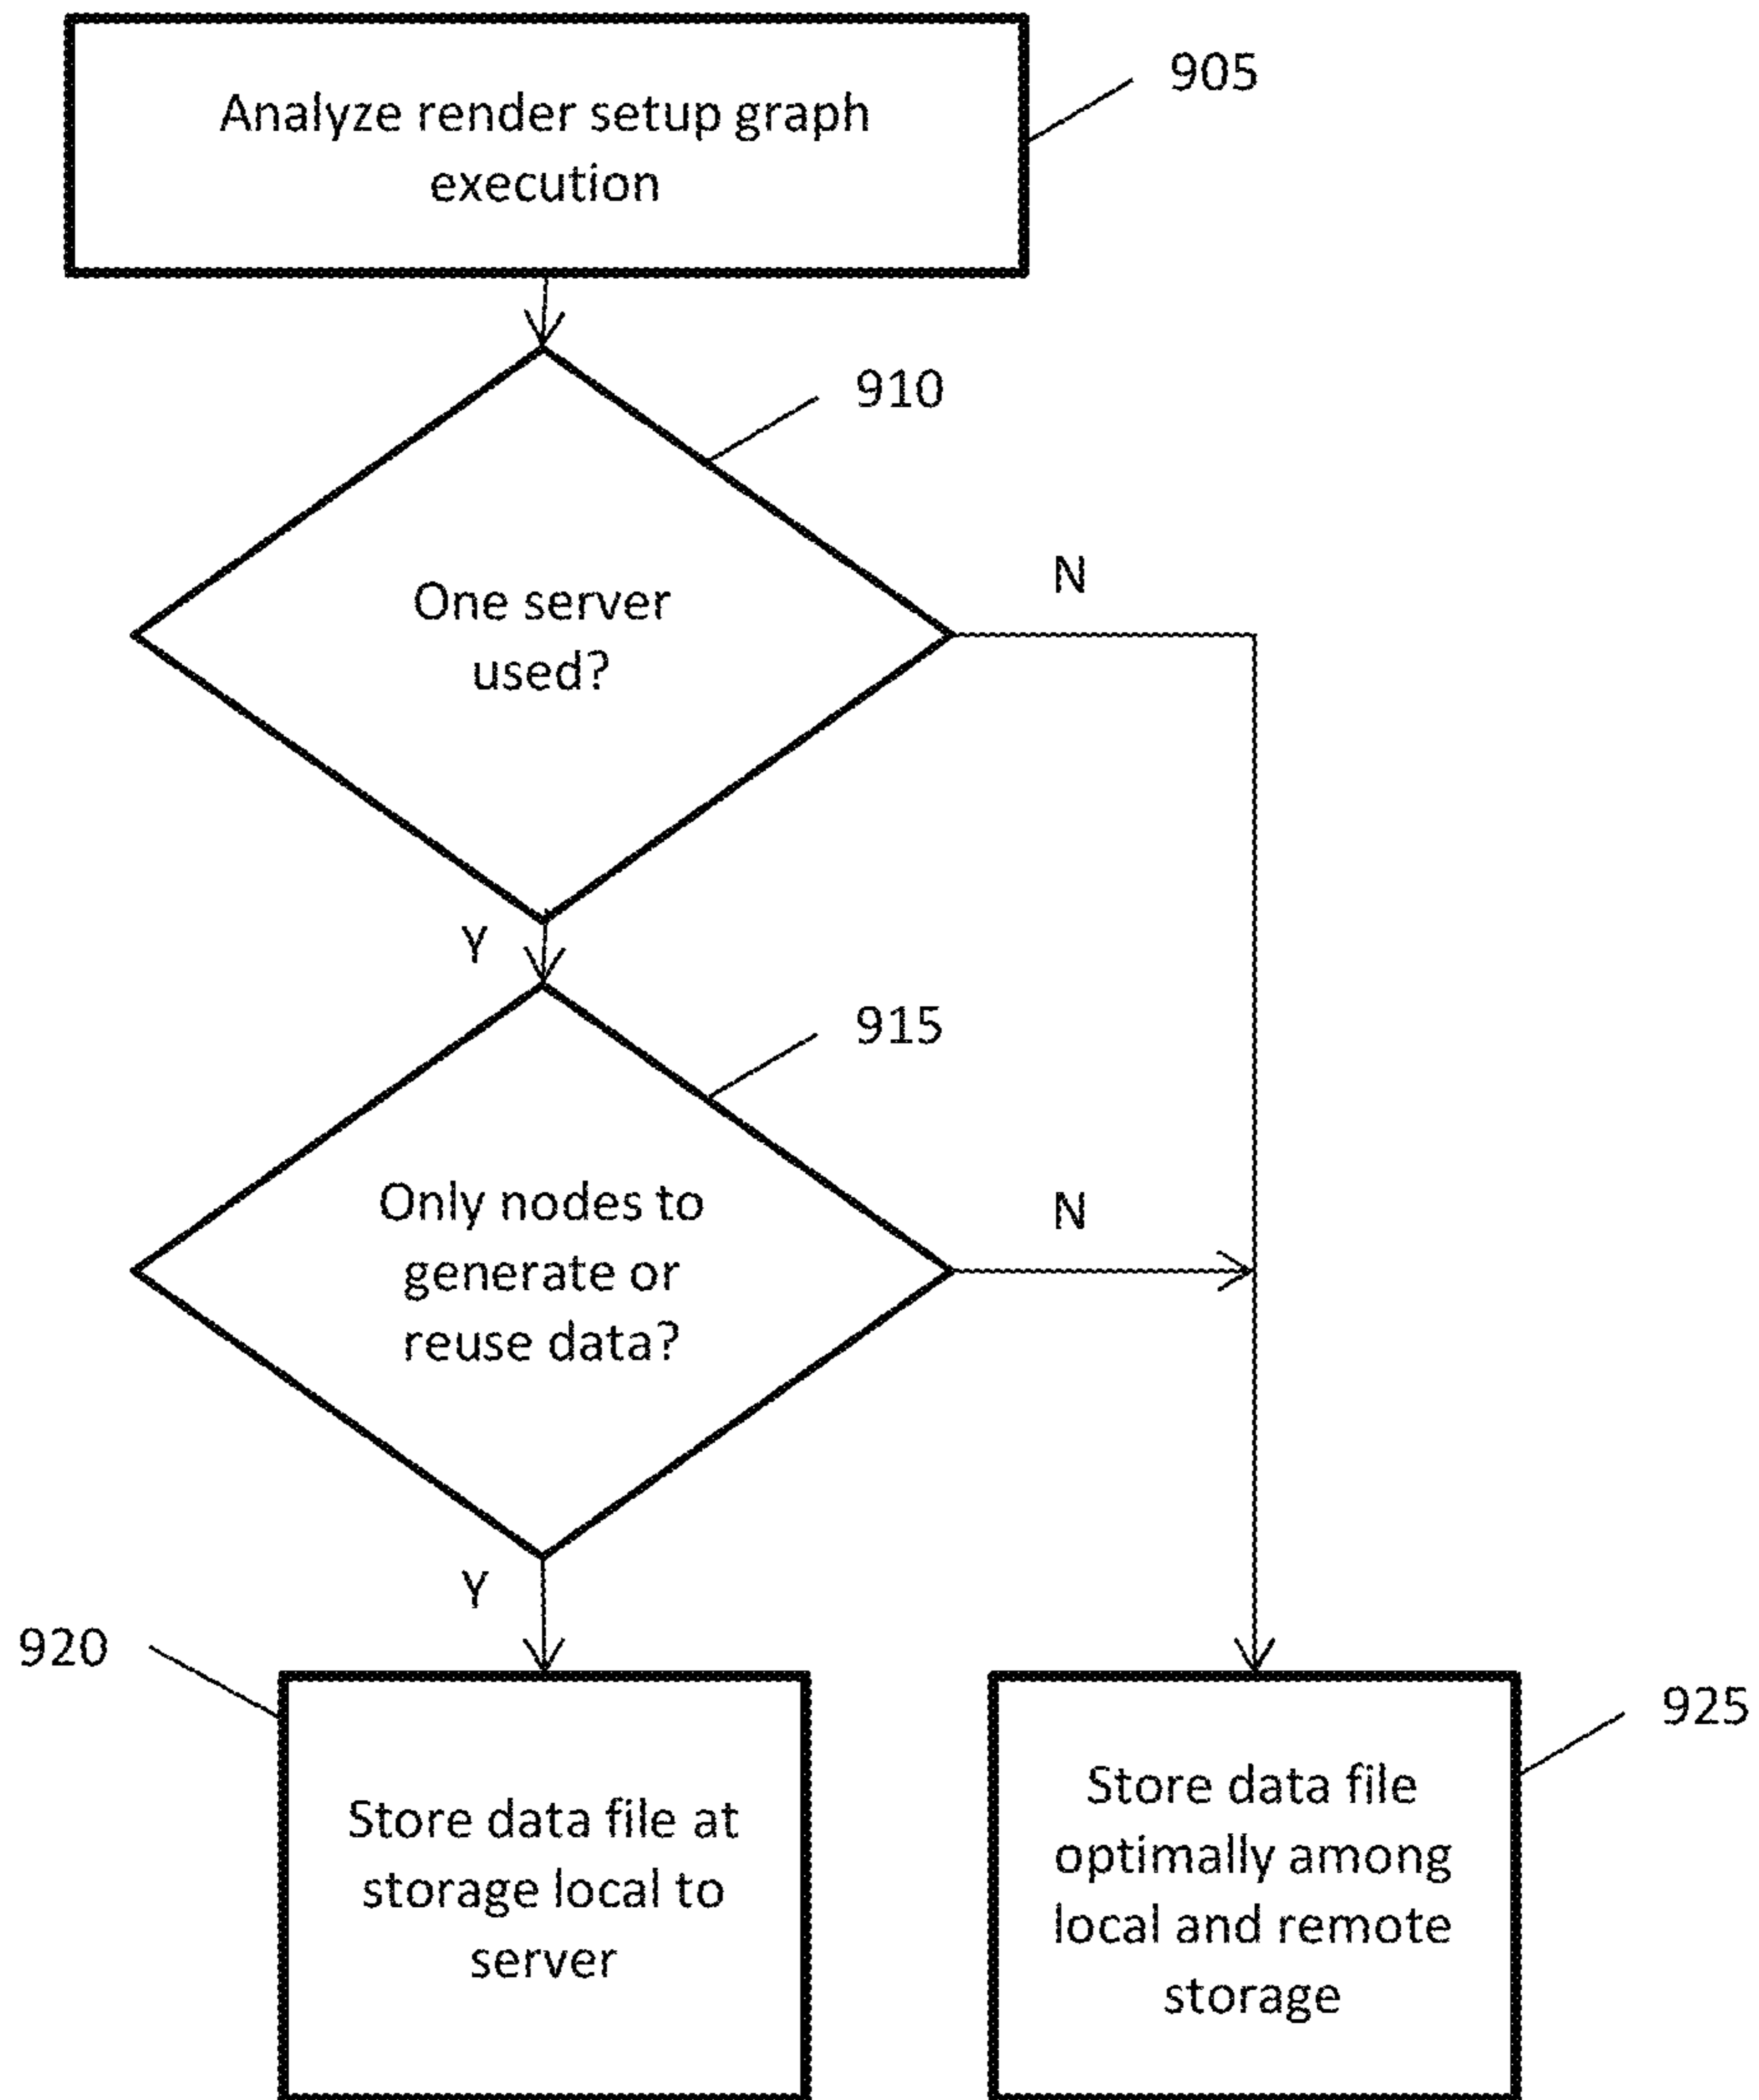 Analyze render setup graph
execution
905
910
One server
used?
N
Y
915
Only nodes to
generate or
reuse data?
N
Y
920
Store data file at
storage local to
server
925
Store data file
optimally among
local and remote
storage